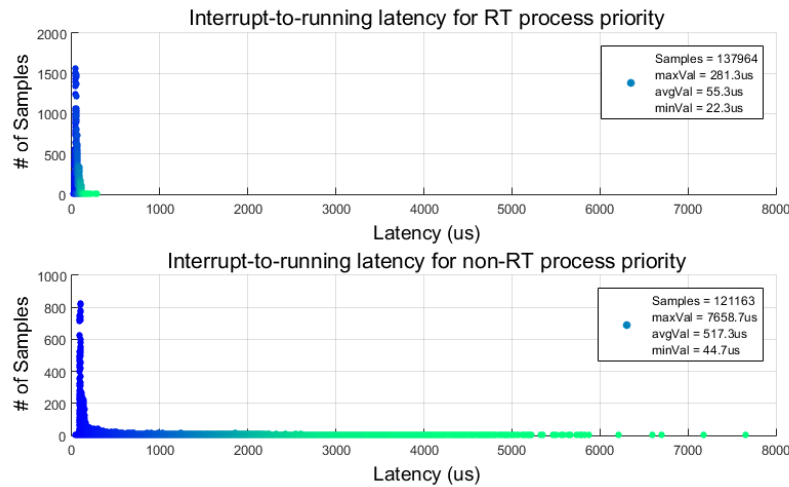 Interrupt-to-running latency for RT process priority
2000
1500
1000
500
0
# of Samples
Samples = 137964
maxVal = 281.3us
avgVal = 55.3us
minVal = 22.3us
0 1000 2000 3000 4000 5000 6000 7000 8000
Latency (us)
Interrupt-to-running latency for non-RT process priority
1000
800
600
400
200
0
# of Samples
Samples = 121163
maxVal = 7658.7us
avgVal = 517.3us
minVal = 44.7us
0 1000 2000 3000 4000 5000 6000 7000 8000
Latency (us)